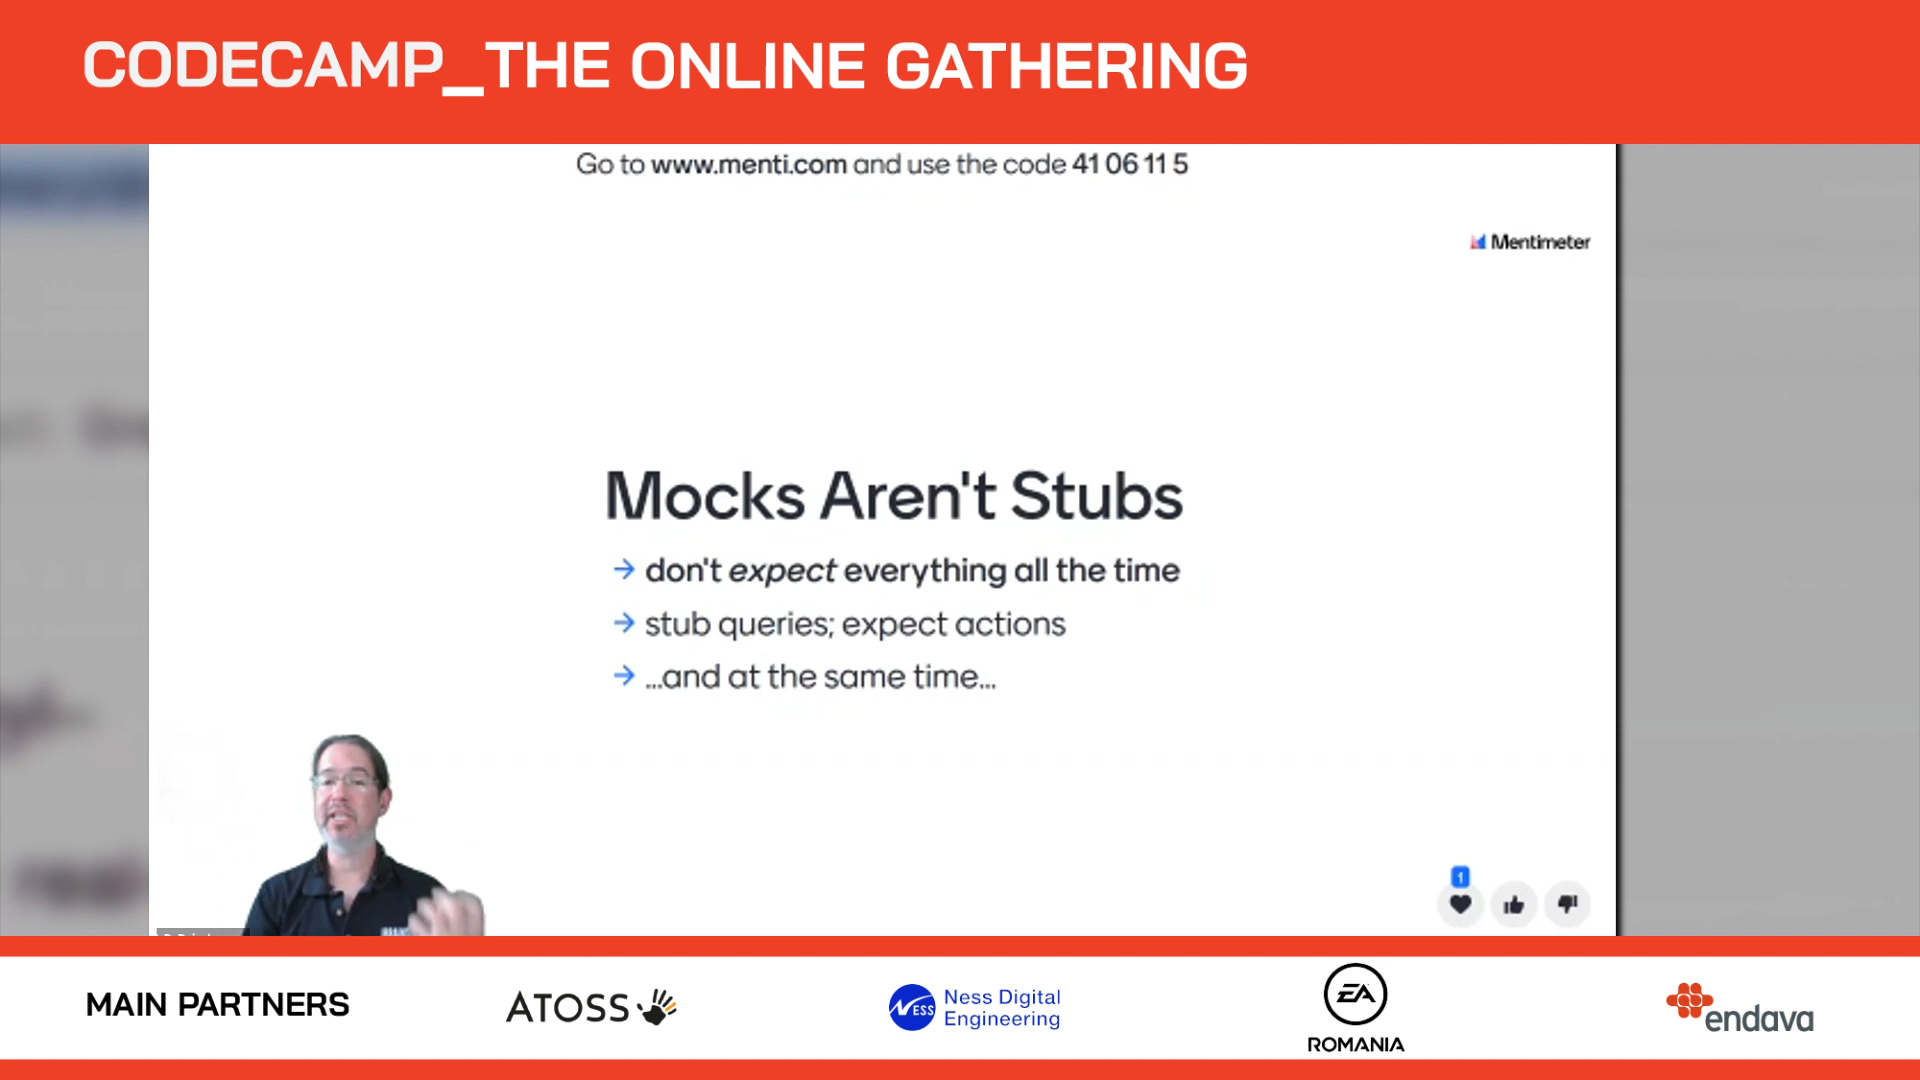 CODECAMP_THE ONLINE GATHERING
Go to www.menti.com and use the code 41 06 11 5
Mentimeter
Mocks Aren't Stubs
→ don't expect everything all the time
→ stub queries; expect actions
→ ...and at the same time...
1
MAIN PARTNERS
ATOSS
NESS
Ness Digital
Engineering
EA
ROMANIA
endava